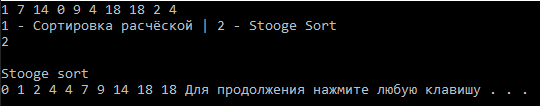 1 7 14 0 9 4 18 18 2 4
1 - Сортировка расчёской | 2 - Stooge Sort
2
Stooge sort
0 1 2 4 4 7 9 14 18 18 Для продолжения нажмите любую клавишу . . .